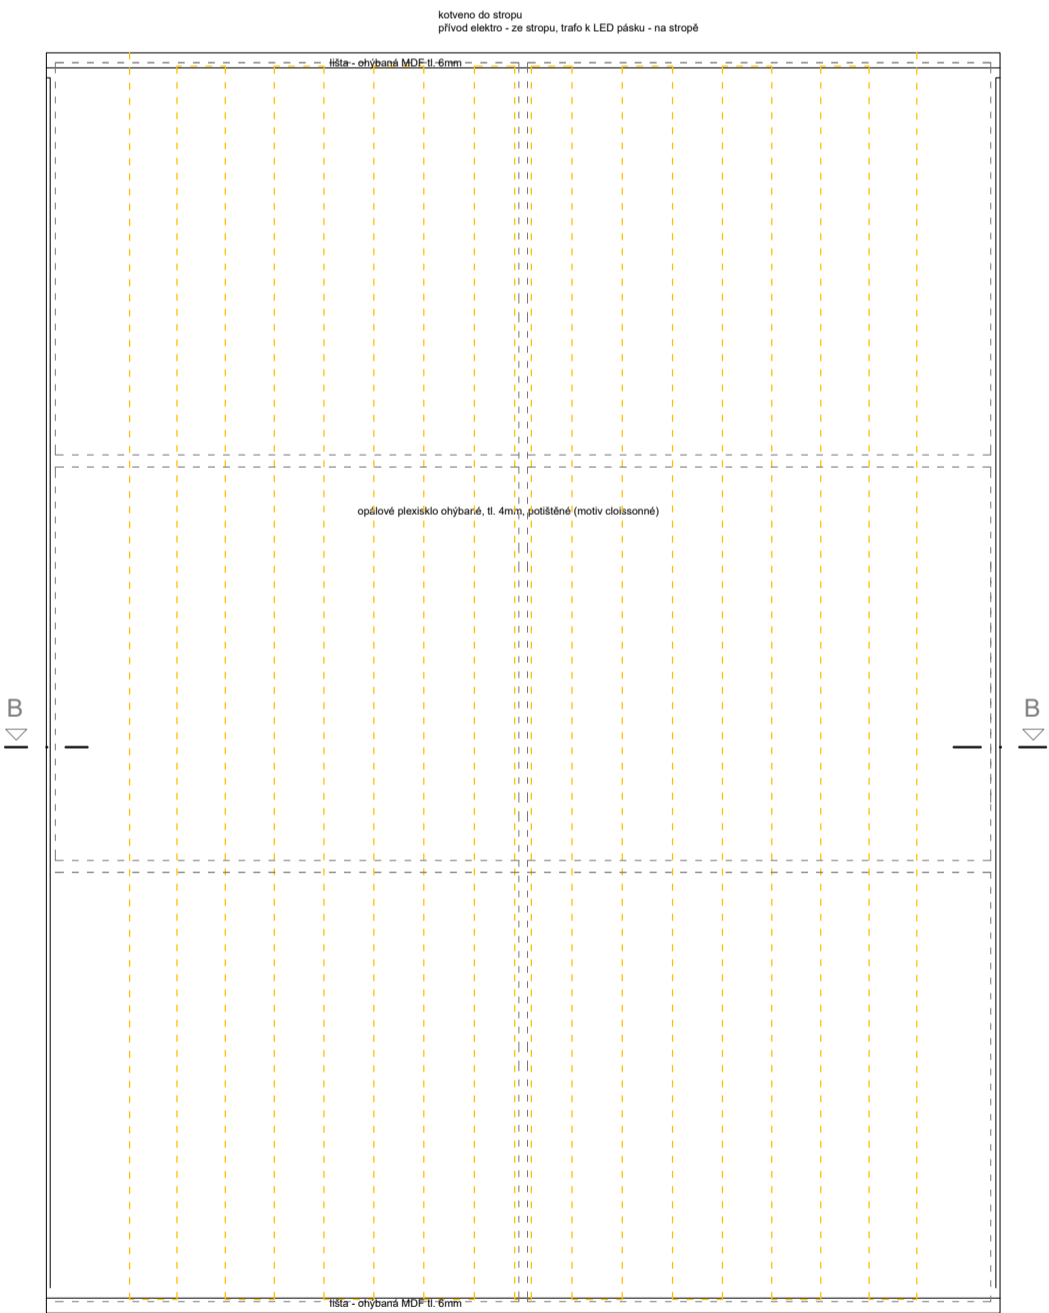 kotveno do stropu
přívod elektro - ze stropu, trafo k LED pásku - na stropě
lišta - ohýbaná MDF tl. 6mm
opálové plexisklo ohýbané, tl. 4mm, potištěné (motiv cloissonné)
B
B
lišta - ohýbaná MDF tl. 6mm